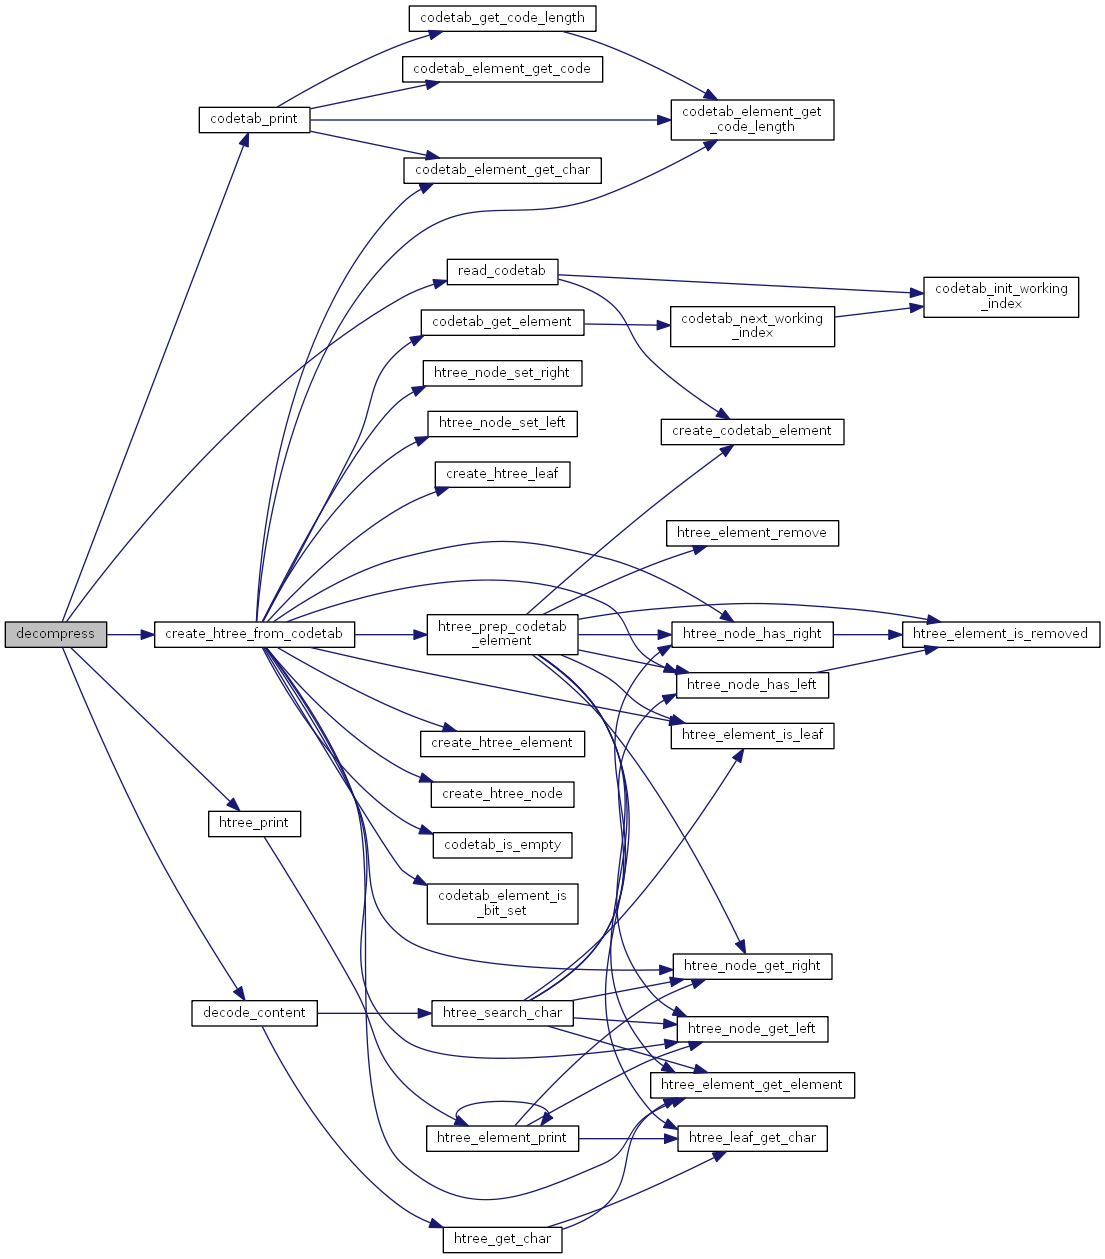 codetab_get_code_length
codetab_element_get_code
codetab_print
codetab_element_get
_code_length
codetab_element_get_char
read_codetab
codetab_init_working
_index
codetab_get_element
codetab_next_working
_index
htree_node_set_right
htree_node_set_left
create_codetab_element
create_htree_leaf
htree_element_remove
decompress
create_htree_from_codetab
htree_prep_codetab
_element
htree_node_has_right
htree_element_is_removed
htree_node_has_left
create_htree_element
htree_element_is_leaf
create_htree_node
htree_print
codetab_is_empty
codetab_element_is
_bit_set
htree_node_get_right
decode_content
htree_search_char
htree_node_get_left
htree_element_get_element
htree_element_print
htree_leaf_get_char
htree_get_char